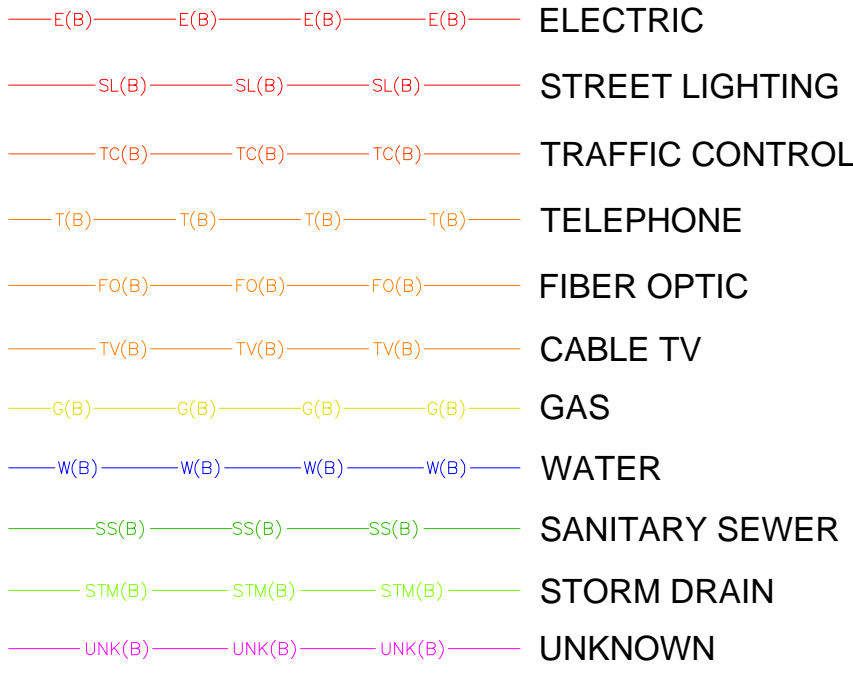 E(B) E(B) E(B) E(B) ELECTRIC
SL(B) SL(B) SL(B) STREET LIGHTING
TC(B) TC(B) TC(B) TRAFFIC CONTROL
T(B) T(B) T(B) T(B) TELEPHONE
FO(B) FO(B) FO(B) FIBER OPTIC
TV(B) TV(B) TV(B) CABLE TV
G(B) G(B) G(B) G(B) GAS
W(B) W(B) W(B) W(B) WATER
SS(B) SS(B) SS(B) SANITARY SEWER
STM(B) STM(B) STM(B) STORM DRAIN
UNK(B) UNK(B) UNK(B) UNKNOWN